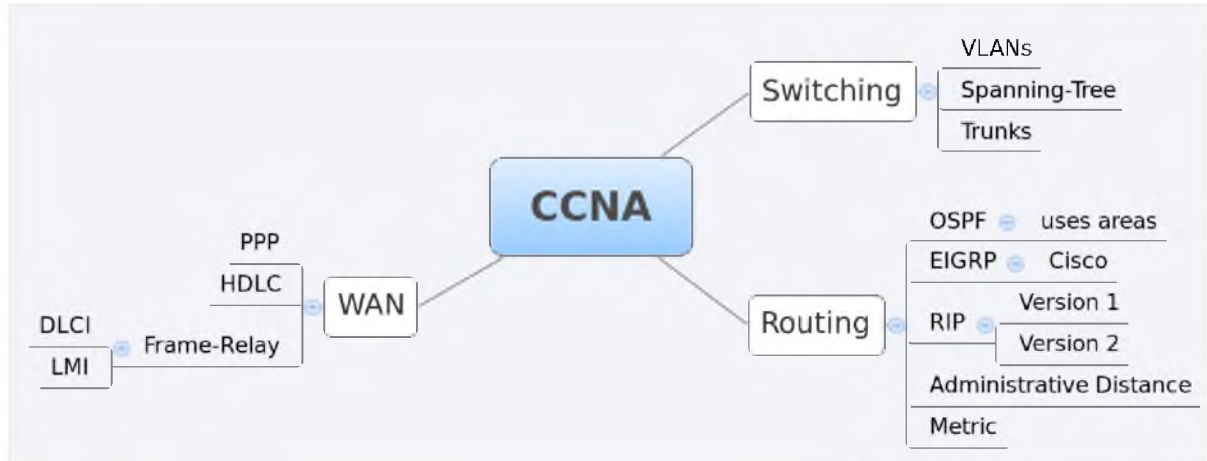 CCNA
Switching
VLANs
Spanning-Tree
Trunks
Routing
OSPF
uses areas
EIGRP
Cisco
RIP
Version 1
Version 2
Administrative Distance
Metric
WAN
PPP
HDLC
Frame-Relay
DLCI
LMI